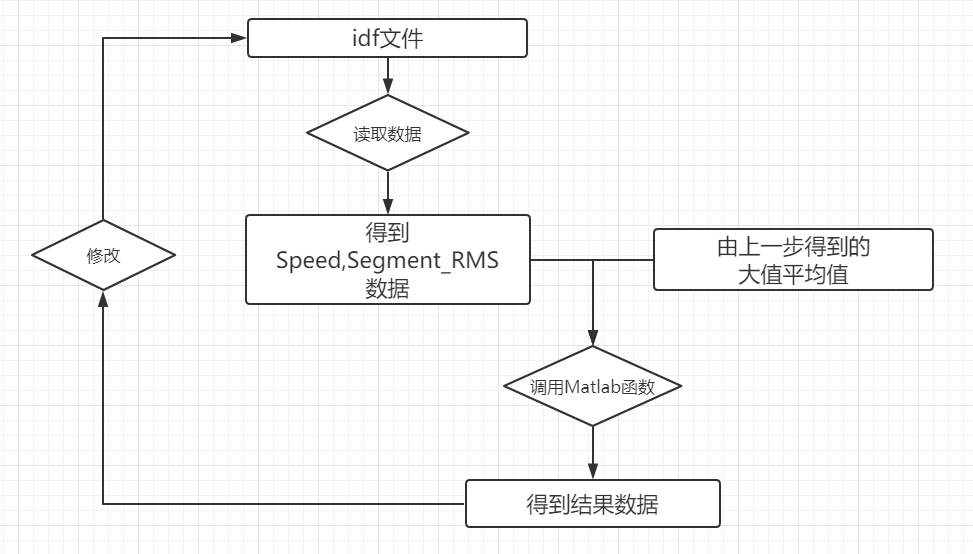 idf文件
读取数据
得到
Speed,Segment_RMS
数据
由上一步得到的
大值平均值
修改
调用Matlab函数
得到结果数据